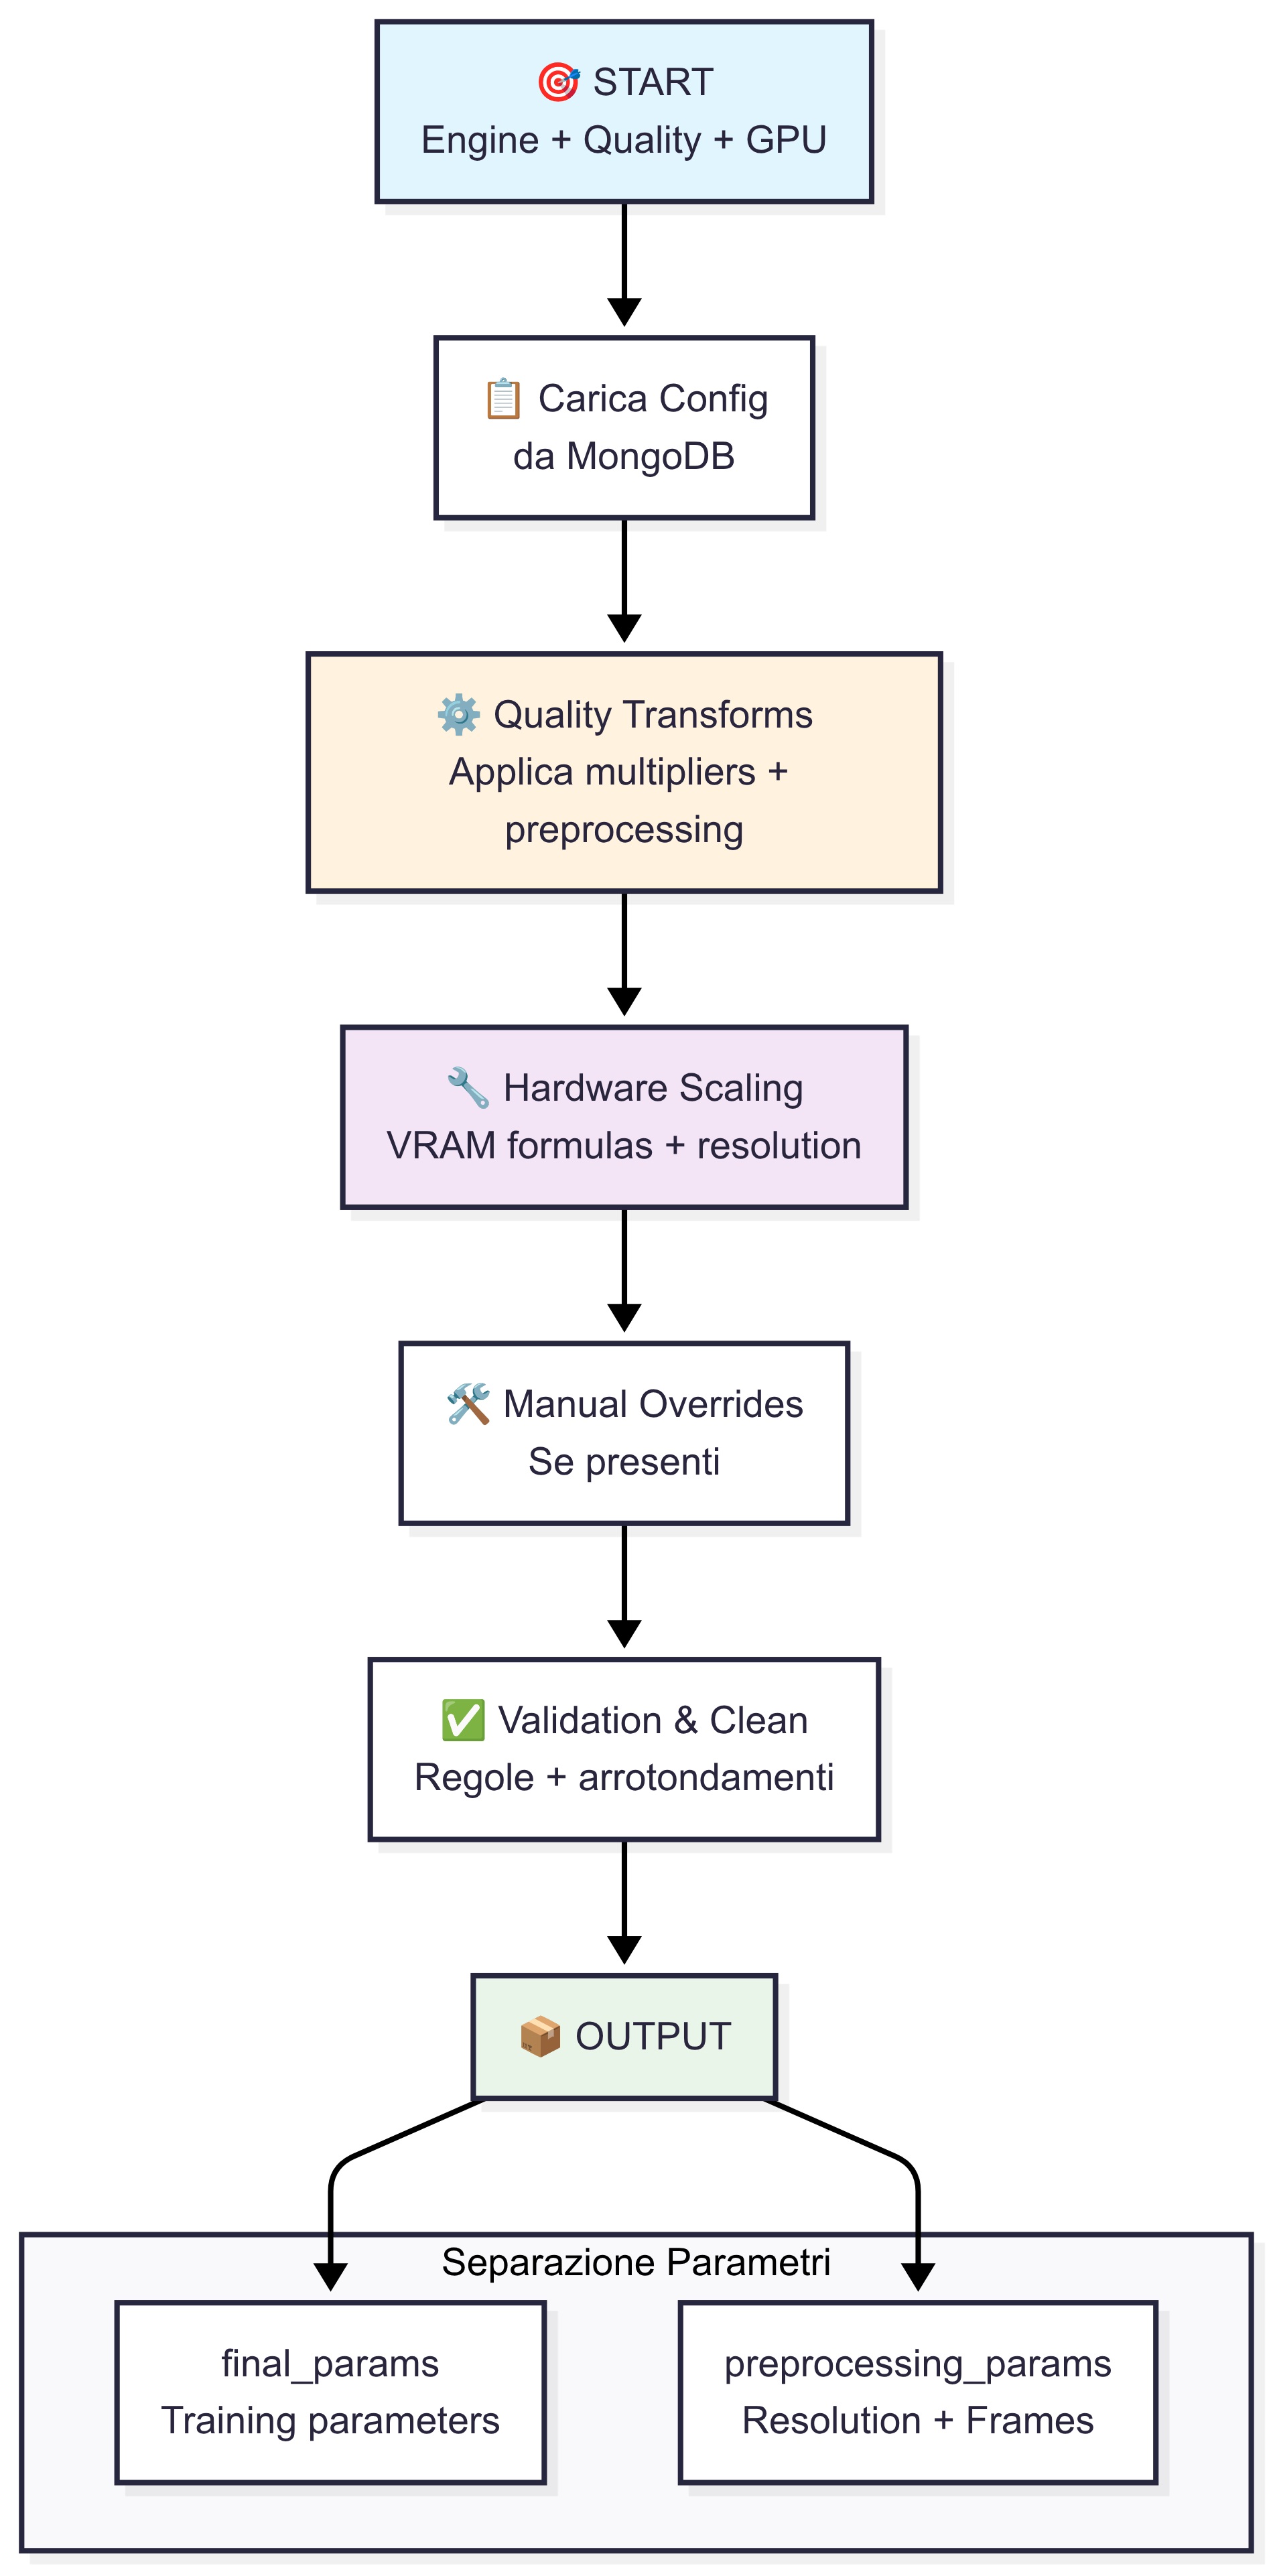 🎯 START
Engine + Quality + GPU
📋 Carica Config
da MongoDB
⚙️ Quality Transforms
Applica multipliers +
preprocessing
🔧 Hardware Scaling
VRAM formulas + resolution
🛠️ Manual Overrides
Se presenti
✅ Validation & Clean
Regole + arrotondamenti
📦 OUTPUT
Separazione Parametri
final_params
Training parameters
preprocessing_params
Resolution + Frames